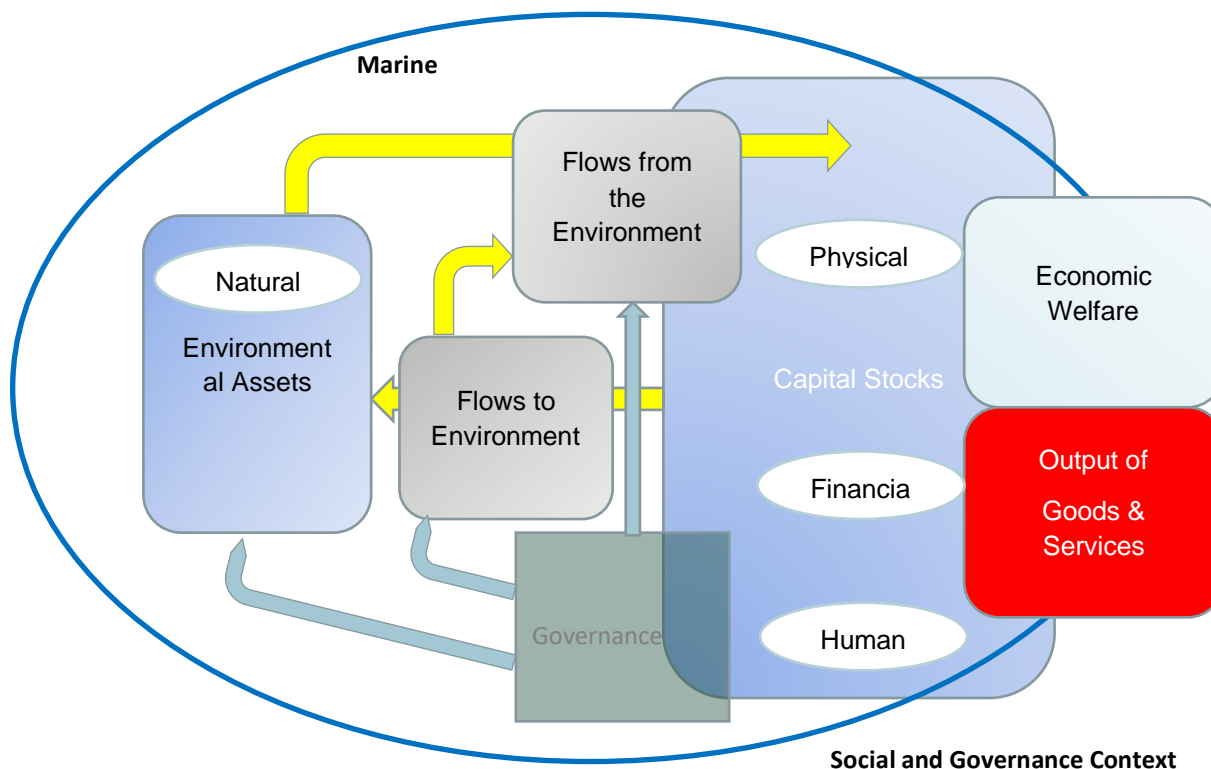 Marine
Flows from
the
Environment
Natural
Environment
al Assets
Flows to
Environment
Physical
Capital Stocks
Financia
Human
Economic
Welfare
Output of
Goods &
Services
Governance
Social and Governance Context